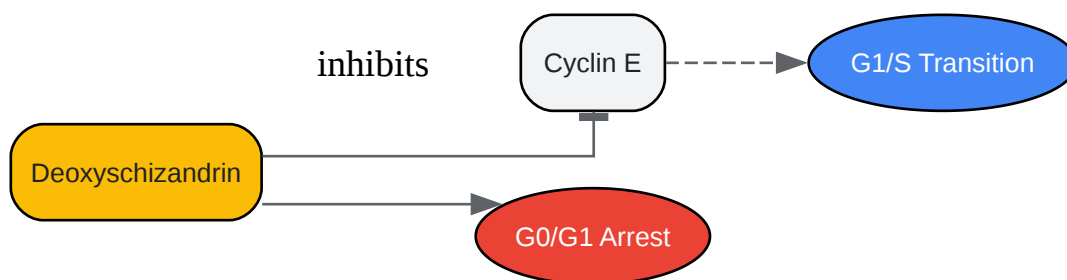 inhibits
Cyclin E
G1/S Transition
Deoxyschizandrin
G0/G1 Arrest